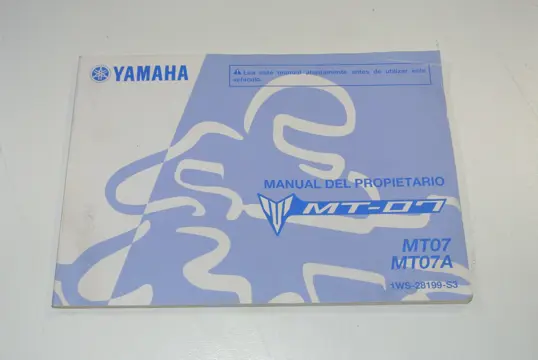 YAMAHA
Lea este manual atentamente antes de utilizar este
vehículo.
MANUAL DEL PROPIETARIO
MT-07
MT07
MT07A
1WS-28199-S3